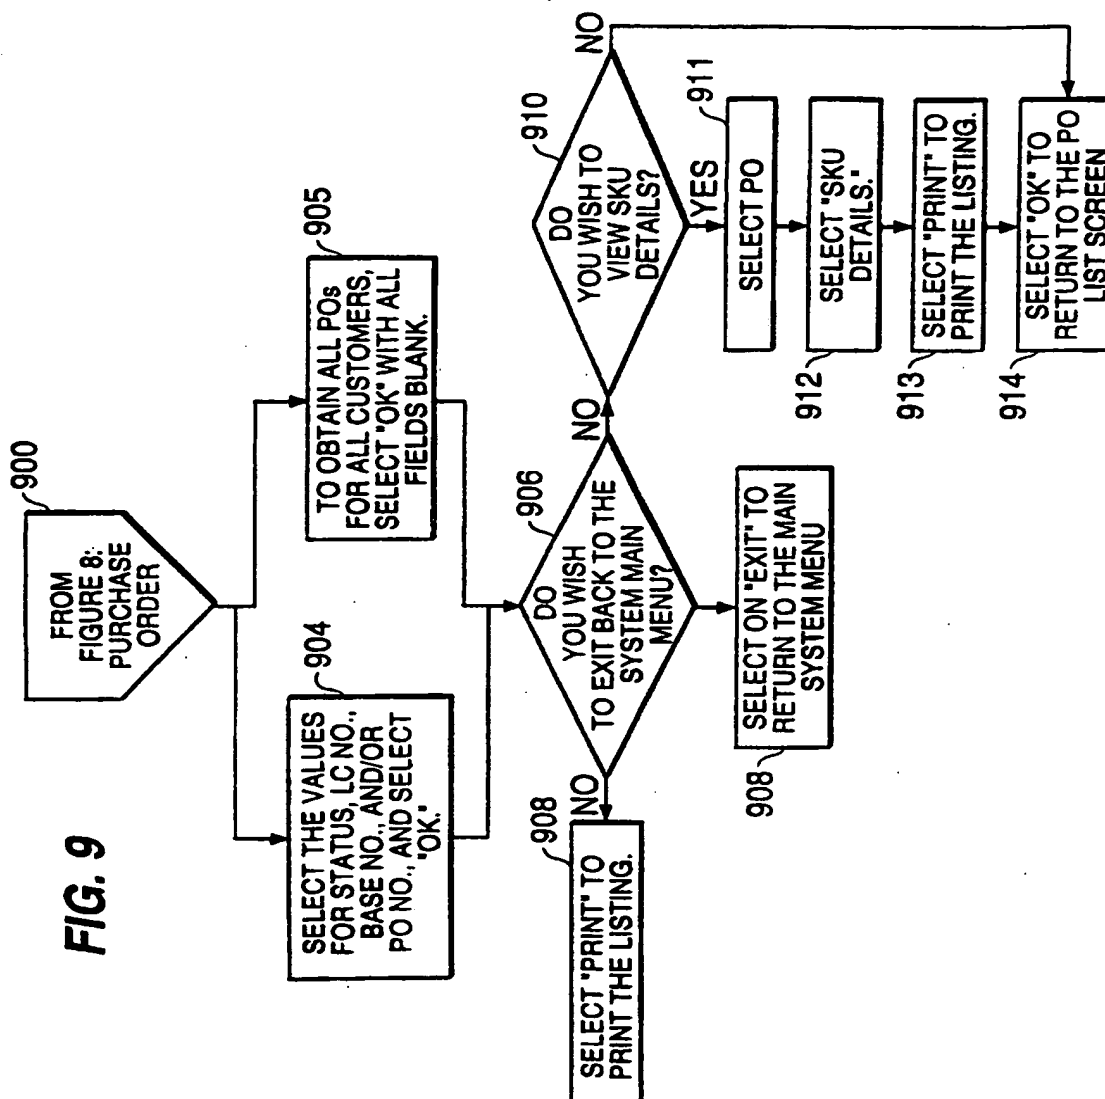 FIG. 9
900
FROM
FIGURE 8:
PURCHASE
ORDER
904
SELECT THE VALUES
FOR STATUS, LC NO.,
BASE NO., AND/OR
PO NO., AND SELECT
"OK."
905
TO OBTAIN ALL POs
FOR ALL CUSTOMERS,
SELECT "OK" WITH ALL
FIELDS BLANK.
906
DO
YOU WISH
TO EXIT BACK TO THE
SYSTEM MAIN
MENU?
NO
908
SELECT "PRINT" TO
PRINT THE LISTING.
908
SELECT ON "EXIT" TO
RETURN TO THE MAIN
SYSTEM MENU
NO
910
DO
YOU WISH TO
VIEW SKU
DETAILS?
NO
YES
911
SELECT PO
912
SELECT "SKU
DETAILS."
913
SELECT "PRINT" TO
PRINT THE LISTING.
914
SELECT "OK" TO
RETURN TO THE PO
LIST SCREEN